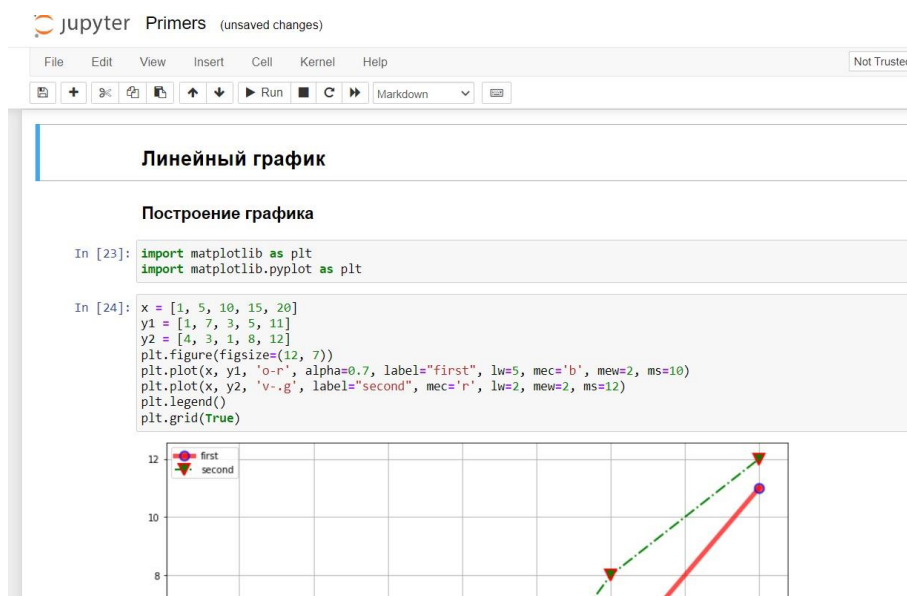 jupyter Primers (unsaved changes)
File Edit View Insert Cell Kernel Help Not Trusted
Run Markdown
Линейный график
Построение графика
In [23]: import matplotlib as plt
import matplotlib.pyplot as plt
In [24]: x = [1, 5, 10, 15, 20]
y1 = [1, 7, 3, 5, 11]
y2 = [4, 3, 1, 8, 12]
plt.figure(figsize=(12, 7))
plt.plot(x, y1, 'o-r', alpha=0.7, label="first", lw=5, mec='b', mew=2, ms=10)
plt.plot(x, y2, 'v-.g', label="second", mec='r', lw=2, mew=2, ms=12)
plt.legend()
plt.grid(True)
first
12
second
10
8